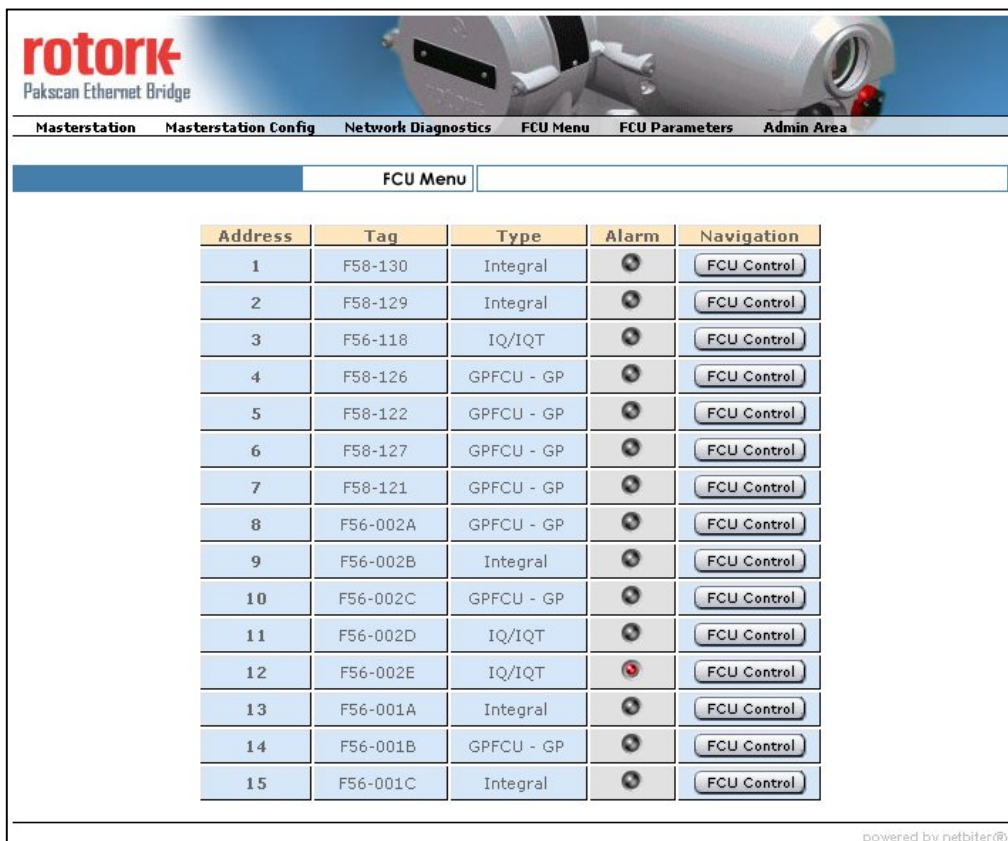 rotork
Pakscan Ethernet Bridge
Masterstation Masterstation Config Network Diagnostics FCU Menu FCU Parameters Admin Area
FCU Menu
Address Tag Type Alarm Navigation
1 F58-130 Integral FCU Control
2 F58-129 Integral FCU Control
3 F56-118 IQ/IQT FCU Control
4 F58-126 GPFCU - GP FCU Control
5 F58-122 GPFCU - GP FCU Control
6 F58-127 GPFCU - GP FCU Control
7 F58-121 GPFCU - GP FCU Control
8 F56-002A GPFCU - GP FCU Control
9 F56-002B Integral FCU Control
10 F56-002C GPFCU - GP FCU Control
11 F56-002D IQ/IQT FCU Control
12 F56-002E IQ/IQT FCU Control
13 F56-001A Integral FCU Control
14 F56-001B GPFCU - GP FCU Control
15 F56-001C Integral FCU Control
powered by netbiter®